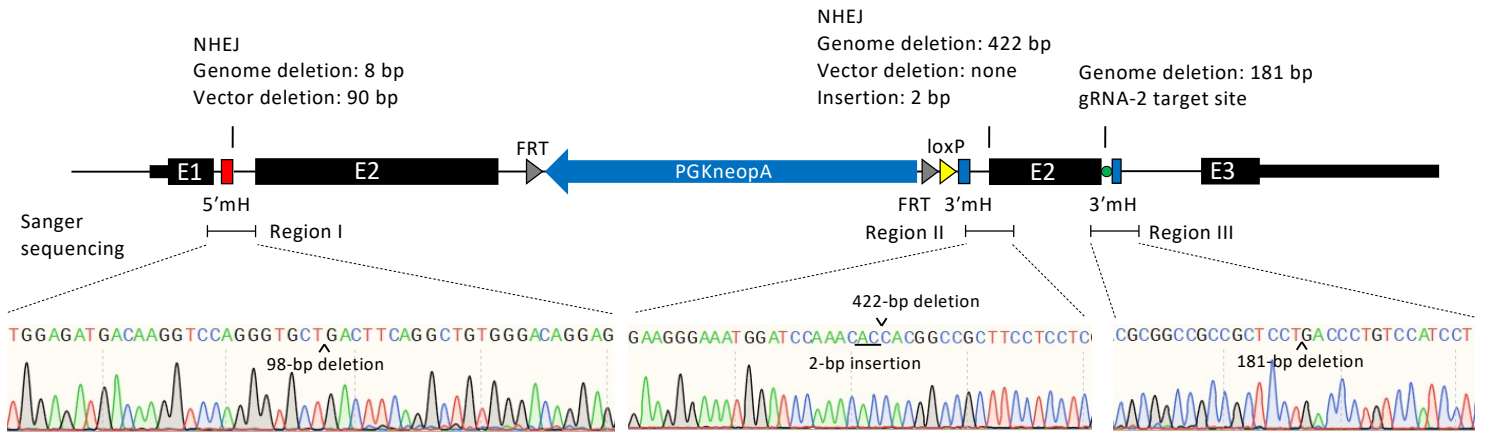 NHEJ
Genome deletion: 8 bp
Vector deletion: 90 bp
NHEJ
Genome deletion: 422 bp
Vector deletion: none
Insertion: 2 bp
Genome deletion: 181 bp
gRNA-2 target site
E1
E2
FRT
PGKneopA
loxP
E2
E3
5’mH
FRT
3’mH
3’mH
Sanger
sequencing
Region I
Region II
Region III
TGGAGATGACAAGGTCCAGGGTGCTGACTTCAGGCTGTGGGACAGGAG
98-bp deletion
422-bp deletion
GAAGGGAAATGGATCCAAACACCACGGCCGCTTCCTCCTC
2-bp insertion
CGCGGCCGCCGCTCCTGACCCTGTCCATCCT
181-bp deletion